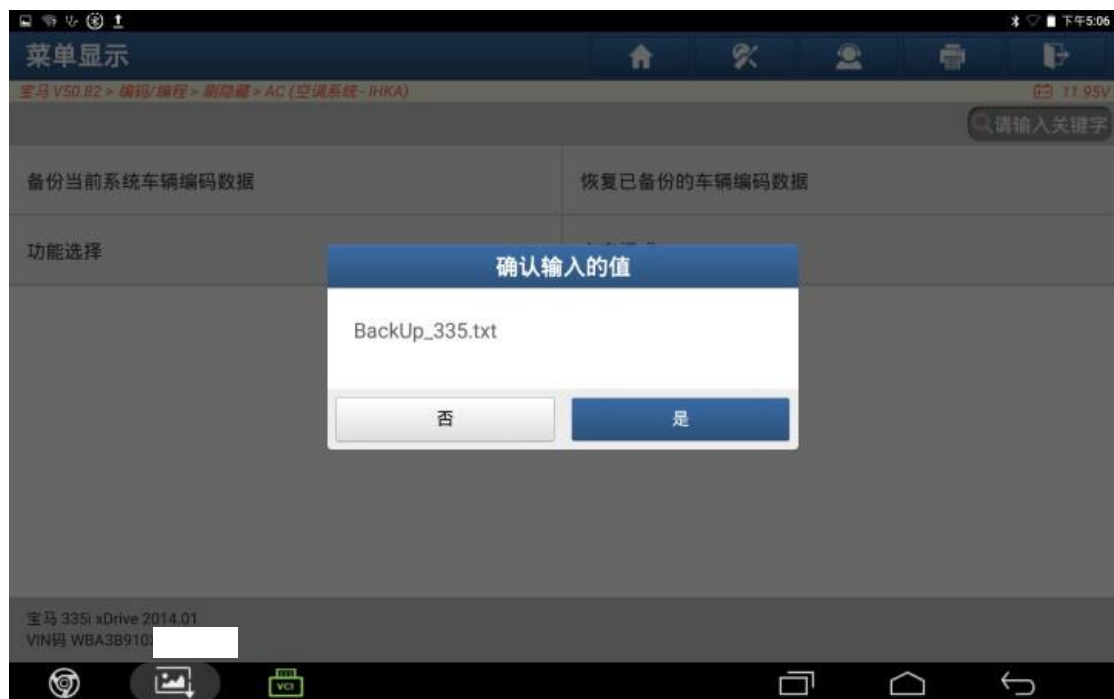 下午5:06
菜单显示
宝马 V50.82 > 编码/编程 > 刷隐藏 > AC (空调系统 - IHKA)
11.95V
请输入关键字
备份当前系统车辆编码数据
恢复已备份的车辆编码数据
功能选择
确认输入的值
BackUp_335.txt
否
是
宝马 335i xDrive 2014.01
VIN码 WBA3B910
VCI